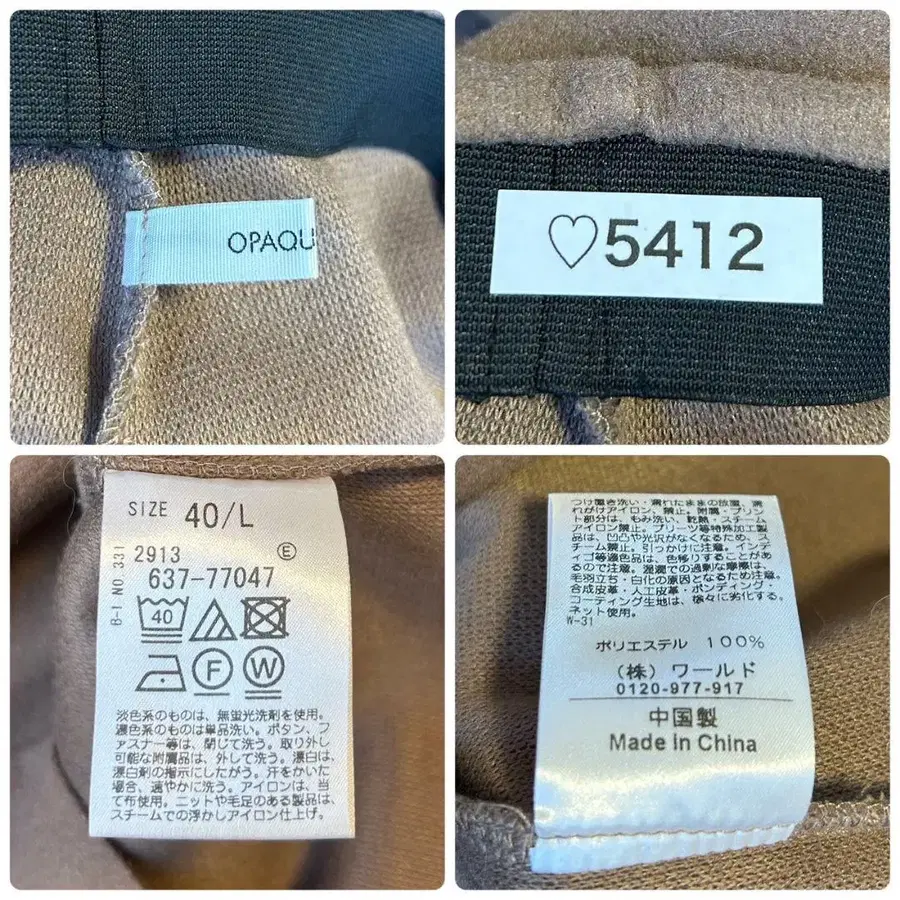 OPAQU
♡5412
SIZE 40/L
B-I NO.331
2913
Ⓔ
637-77047
40
F
W
淡色系のものは、無蛍光洗剤を使用。
濃色系のものは単品洗い。ボタン、フ
ァスナー等は、閉じて洗う。取り外し
可能な附属品は、外して洗う。漂白は、
漂白剤の指示にしたがう。汗をかいた
場合、速やかに洗う。アイロンは、当
て布使用。ニットや毛足のある製品は、
スチームでの浮かしアイロン仕上げ。
つけ置き洗い・濡れたままの放置、濡
れがけアイロン、禁止。附属・プリン
ト部分は、もみ洗い、乾熱・スチーム
アイロン禁止。プリーツ等特殊加工製
品は、凹凸や光沢がなくなるため、ス
チーム禁止。引っかけに注意。インデ
ィゴ等濃色品は、色移りすることがあ
るので注意。湿潤での過剰な摩擦は、
毛羽立ち・白化の原因となるため注意。
合成皮革・人工皮革・ボンディング・
コーティング生地は、徐々に劣化する。
ネット使用。
W-31
ポリエステル 100%
(株) ワールド
0120-977-917
中国製
Made in China